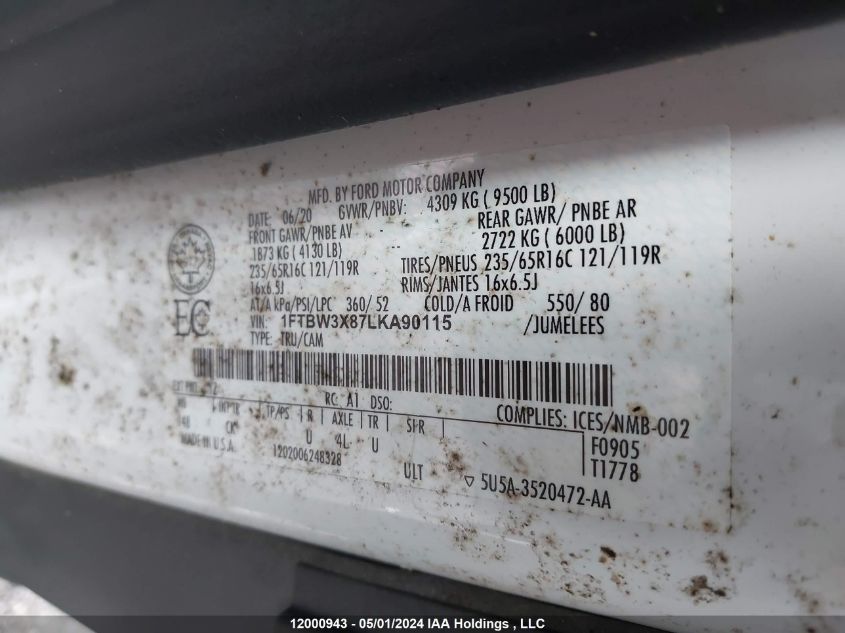 MFD. BY FORD MOTOR COMPANY
DATE: 06/20 GVWR/PNBV: 4309 KG ( 9500 LB)
FRONT GAWR/PNBE AV -- REAR GAWR/ PNBE AR
1873 KG ( 4130 LB) -- 2722 KG ( 6000 LB)
235/65R16C 121/119R TIRES/PNEUS 235/65R16C 121/119R
16x6.5J RIMS/JANTES 16x6.5J
AT/A kPa/PSI/LPC 360/ 52 COLD/A FROID 550/ 80
VIN: 1FTBW3X87LKA90115 /JUMELEES
TYPE: TRU/CAM
EC
EXT PNT:
RC: A1 DSO:
COMPLIES: ICES/NMB-002
TP/PS R AXLE TR SPR
CK U 4L U
F0905
MADE IN U.S.A.
1202006248328
ULT
T1778
5U5A-3520472-AA
12000943 - 05/01/2024 IAA Holdings , LLC